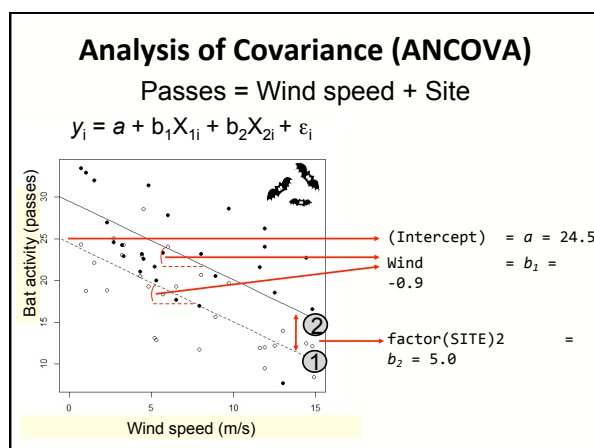 Analysis of Covariance (ANCOVA)
Passes = Wind speed + Site
yi = a + b1X1i + b2X2i + εi
Bat activity (passes)
30
25
20
15
10
0
5
10
15
Wind speed (m/s)
2
1
(Intercept) = a = 24.5
Wind = b1 =
-0.9
factor(SITE)2 =
b2 = 5.0